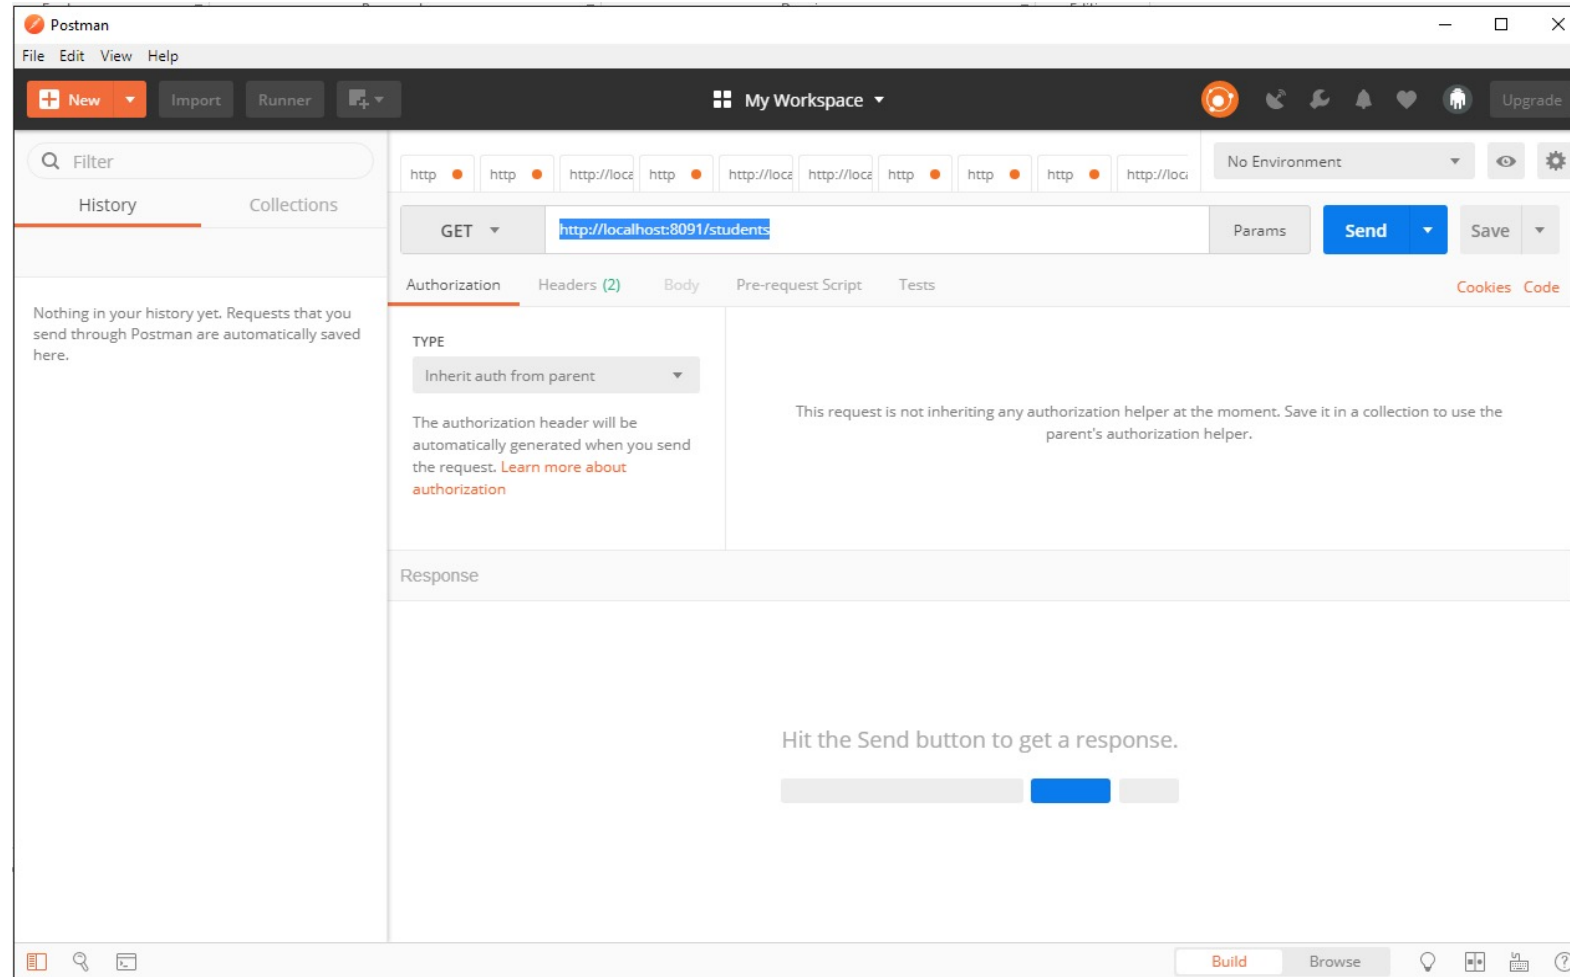 Postman
File Edit View Help
New Import Runner My Workspace Upgrade
Filter
History Collections
Nothing in your history yet. Requests that you
send through Postman are automatically saved
here.
http http http://loca http http://loca http://loca http http http http://loca
No Environment
GET http://localhost:8091/students Params Send Save
Authorization Headers (2) Body Pre-request Script Tests Cookies Code
TYPE
Inherit auth from parent
The authorization header will be
automatically generated when you send
the request. Learn more about
authorization
This request is not inheriting any authorization helper at the moment. Save it in a collection to use the
parent's authorization helper.
Response
Hit the Send button to get a response.
Build Browse